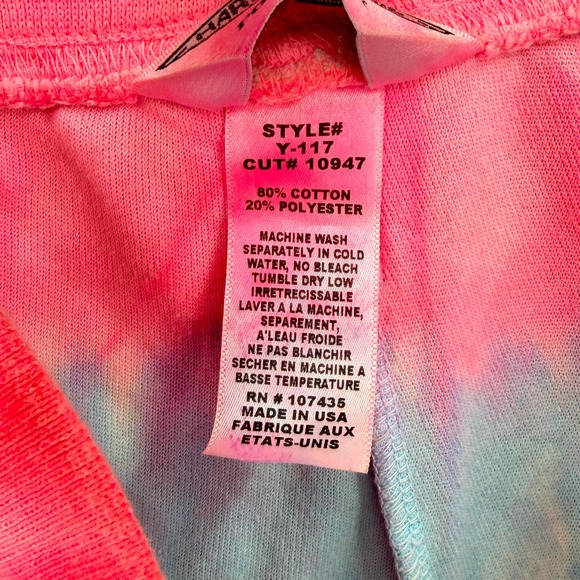 STYLE#
Y-117
CUT# 10947
80% COTTON
20% POLYESTER
MACHINE WASH
SEPARATELY IN COLD
WATER, NO BLEACH
TUMBLE DRY LOW
IRRETRECISSABLE
LAVER A LA MACHINE,
SEPAREMENT,
A'LEAU FROIDE
NE PAS BLANCHIR
SECHER EN MACHINE A
BASSE TEMPERATURE
RN # 107435
MADE IN USA
FABRIQUE AUX
ETATS-UNIS